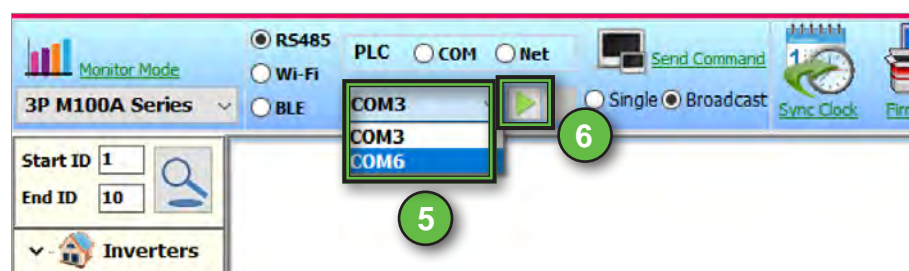 Monitor Mode
3P M100A Series
RS485
Wi-Fi
BLE
PLC COM Net
COM3
COM3
COM6
Send Command
Single Broadcast
1
Sync Clock
Start ID 1
End ID 10
Inverters
5
6